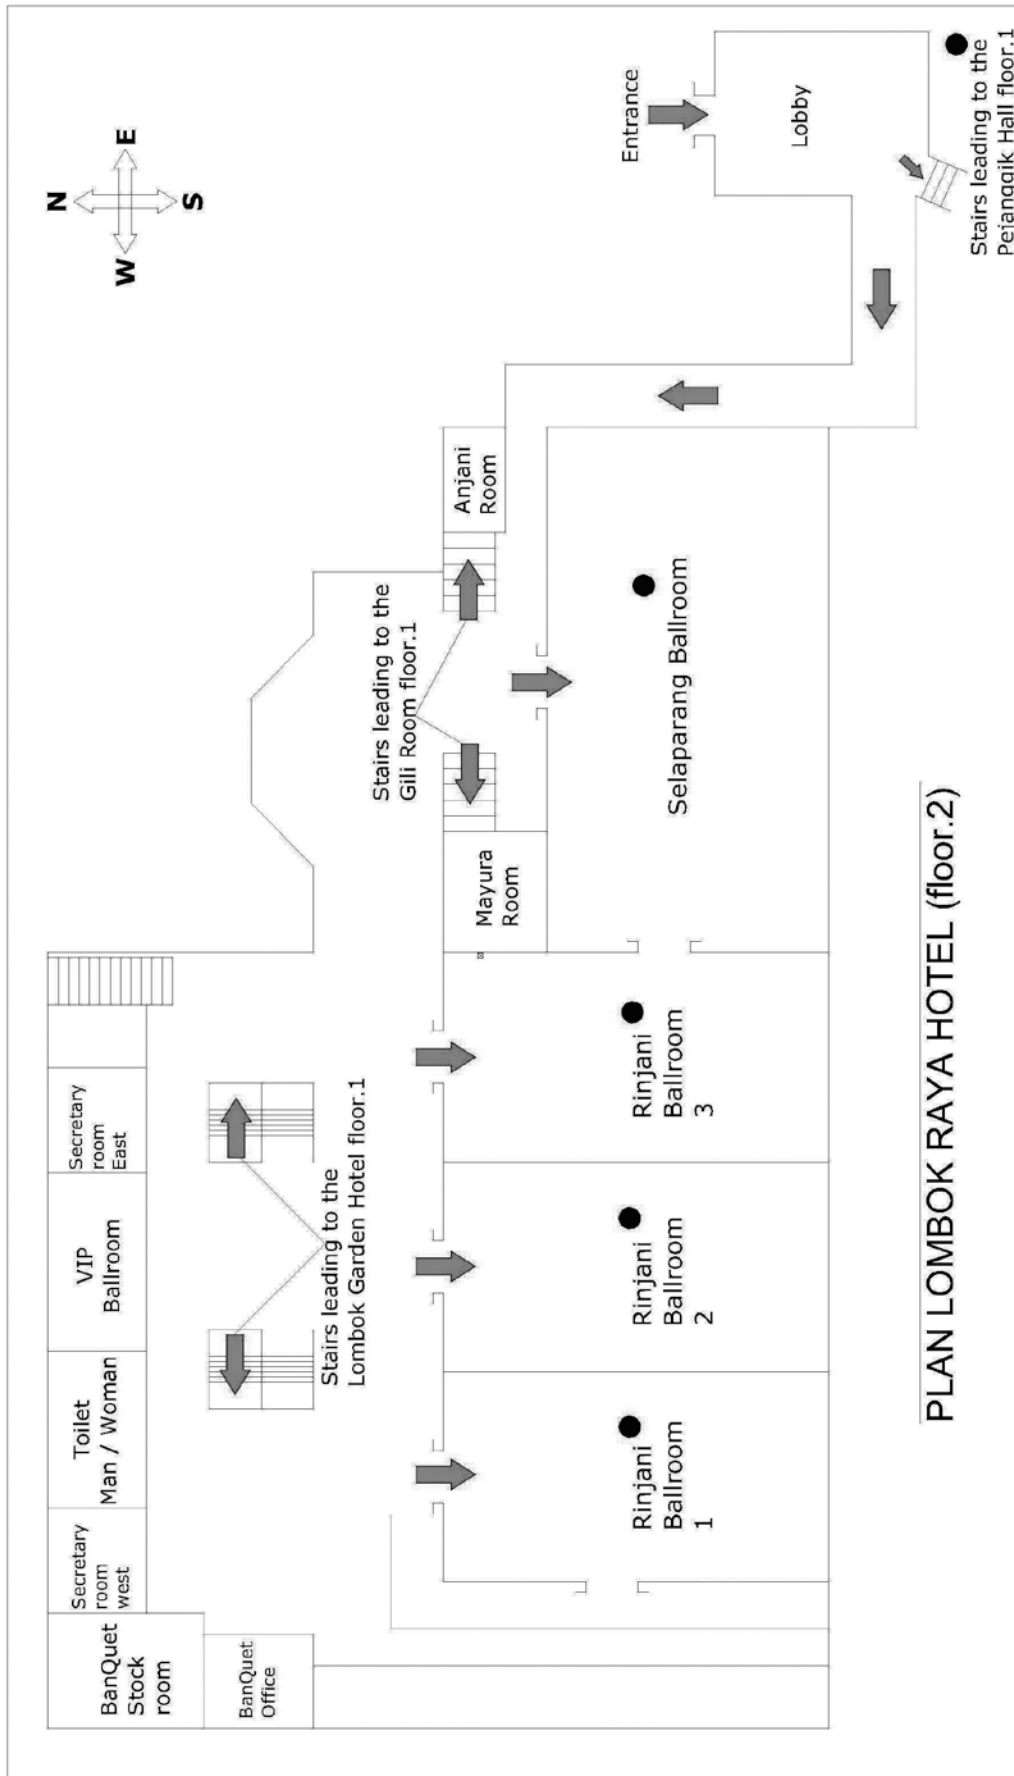 BanQuet
Stock
room
Secretary
room
west
Toilet
Man / Woman
VIP
Ballroom
Secretary
room
East
N
W
E
S
BanQuet
Office
Stairs leading to the
Lombok Garden Hotel floor.1
Stairs leading to the
Gili Room floor.1
Mayura
Room
Anjani
Room
Entrance
Lobby
Rinjani
Ballroom
1
Rinjani
Ballroom
2
Rinjani
Ballroom
3
Selaparang Ballroom
Stairs leading to the
Pejanggik Hall floor.1
PLAN LOMBOK RAYA HOTEL (floor.2)